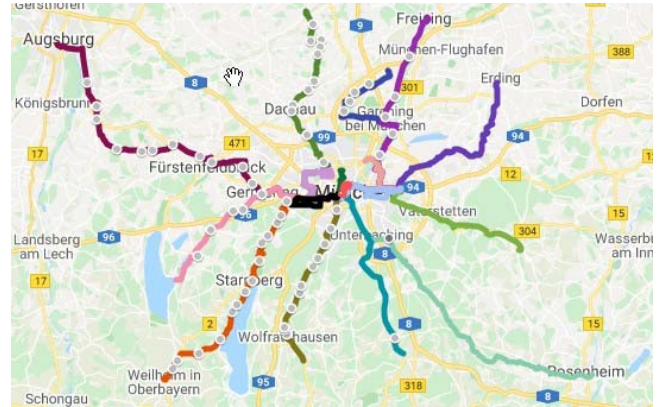 Gersthofen
Augsburg
Freising
9
München-Flughafen
388
8
301
Erding
Königsbrunn
Dachau
Garching
bei München
Dorfen
17
471
99
94
Fürstenfeldbruck
12
94
96
Vaterstetten
15
Landsberg
am Lech
96
Unterhaching
304
Wasserburg
am Inn
8
17
Starnberg
2
Wolfratshausen
8
15
Weilheim in
Oberbayern
95
318
Rosenheim
8
Schongau